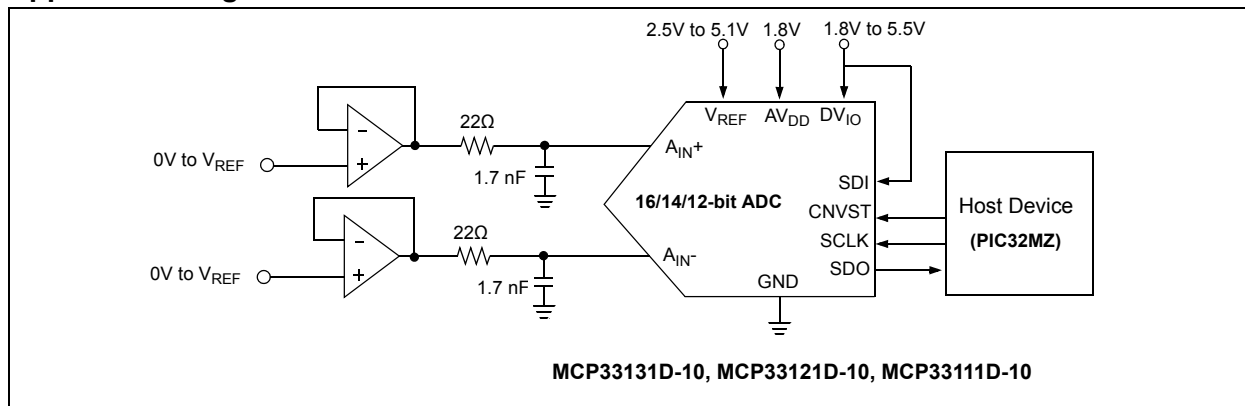 2.5V to 5.1V 1.8V 1.8V to 5.5V
VREF AVDD DVIO
22Ω
0V to VREF
-
+
1.7 nF
AIN+
SDI
16/14/12-bit ADC
CNVST
Host Device
(PIC32MZ)
SCLK
SDO
22Ω
0V to VREF
-
+
1.7 nF
AIN-
GND
MCP33131D-10, MCP33121D-10, MCP33111D-10